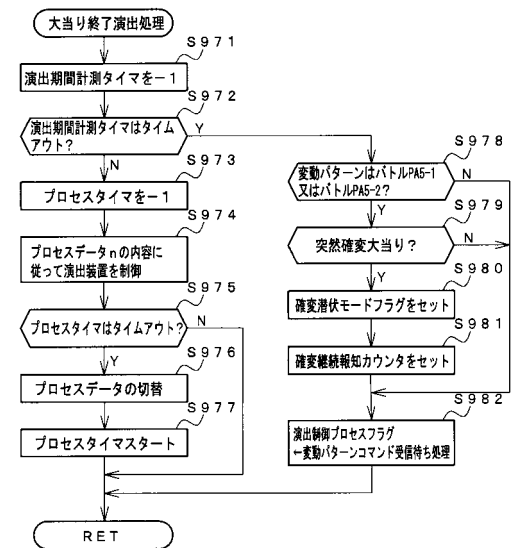 大当り終了演出処理
S971
演出期間計測タイマを−1
S972
演出期間計測タイマはタイム
アウト?
Y
N
S973
プロセスタイマを−1
S974
プロセスデータnの内容に
従って演出装置を制御
S975
プロセスタイマはタイムアウト?
N
Y
S976
プロセスデータの切替
S977
プロセスタイマスタート
RET
S978
変動パターンはバトルPA5-1
又はバトルPA5-2?
N
Y
S979
突然確変大当り?
N
Y
S980
確変潜伏モードフラグをセット
S981
確変継続報知カウンタをセット
S982
演出制御プロセスフラグ
←変動パターンコマンド受信待ち処理